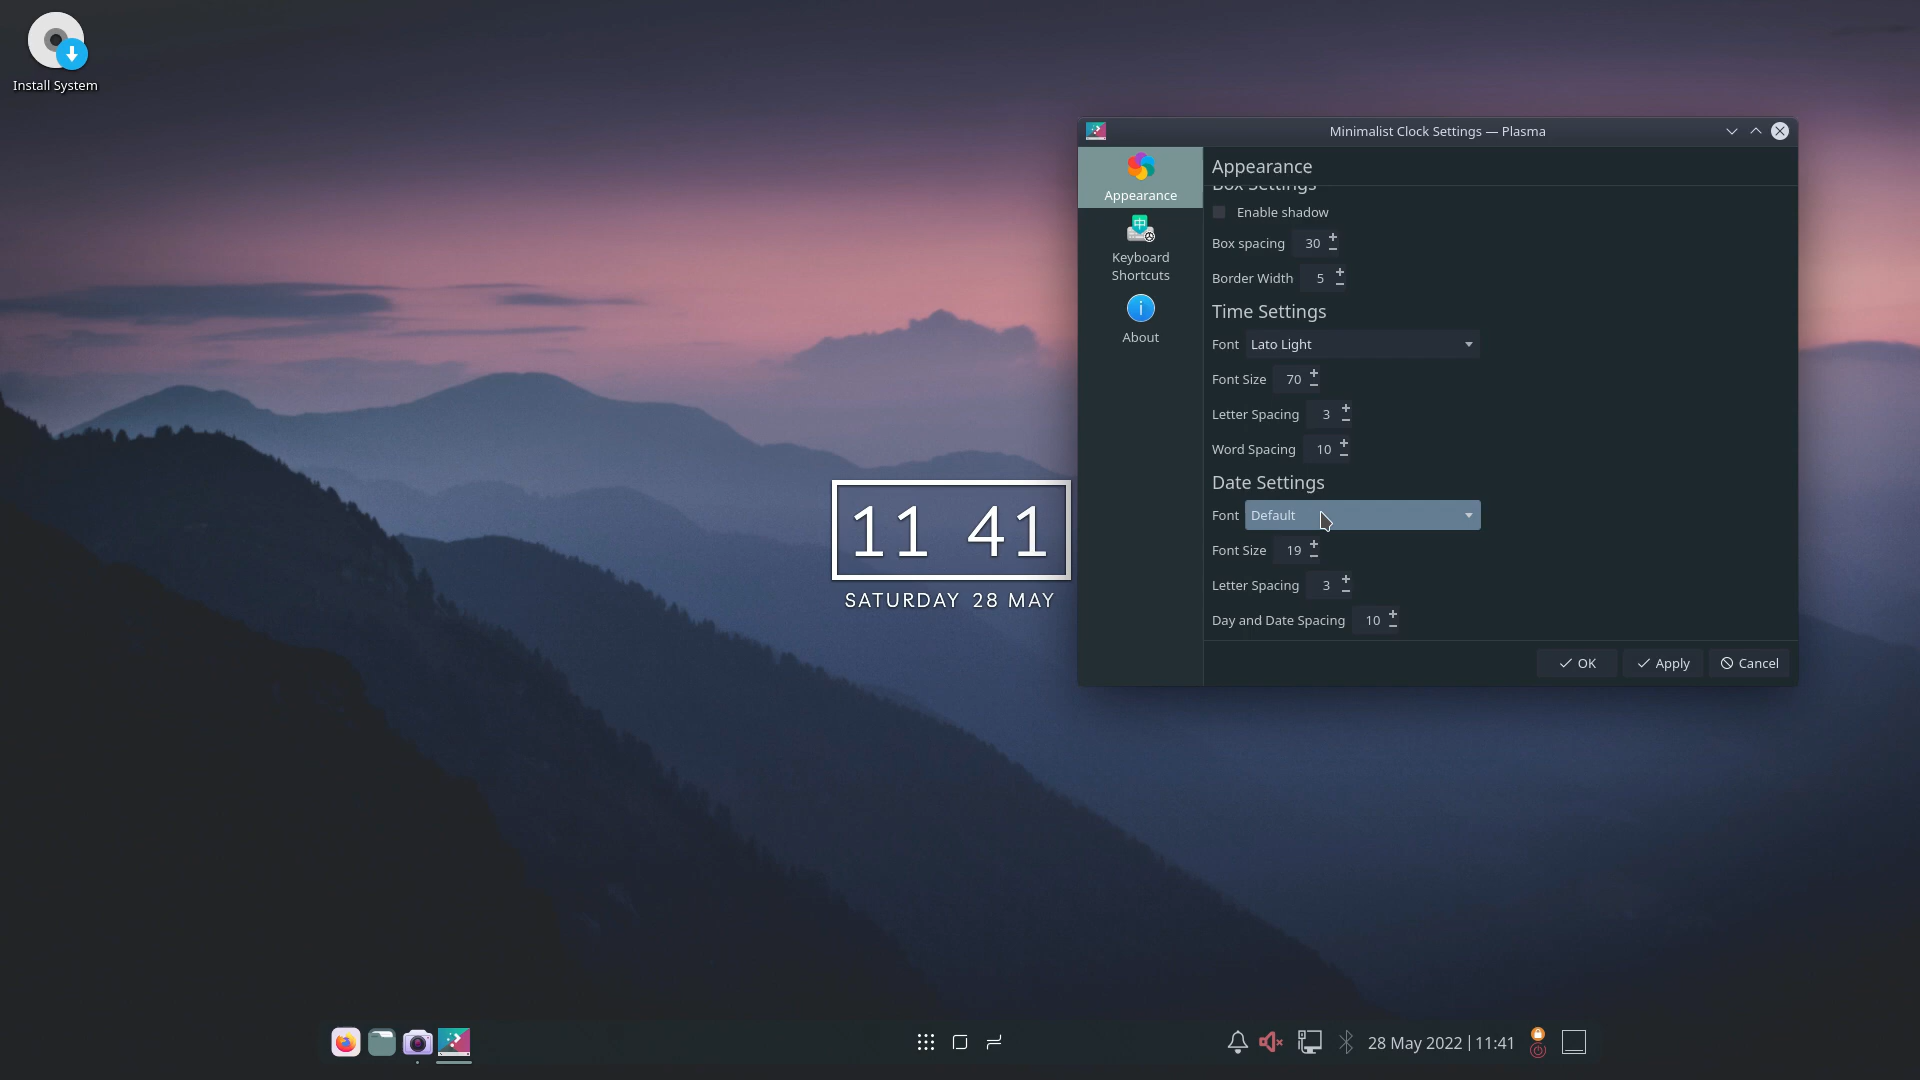 Install System
Minimalist Clock Settings — Plasma
Appearance
Keyboard
Shortcuts
About
Appearance
Box Settings
Enable shadow
Box spacing 30
Border Width 5
Time Settings
Font Lato Light
Font Size 70
Letter Spacing 3
Word Spacing 10
Date Settings
Font Default
Font Size 19
Letter Spacing 3
Day and Date Spacing 10
OK Apply Cancel
11 41
SATURDAY 28 MAY
28 May 2022 | 11:41